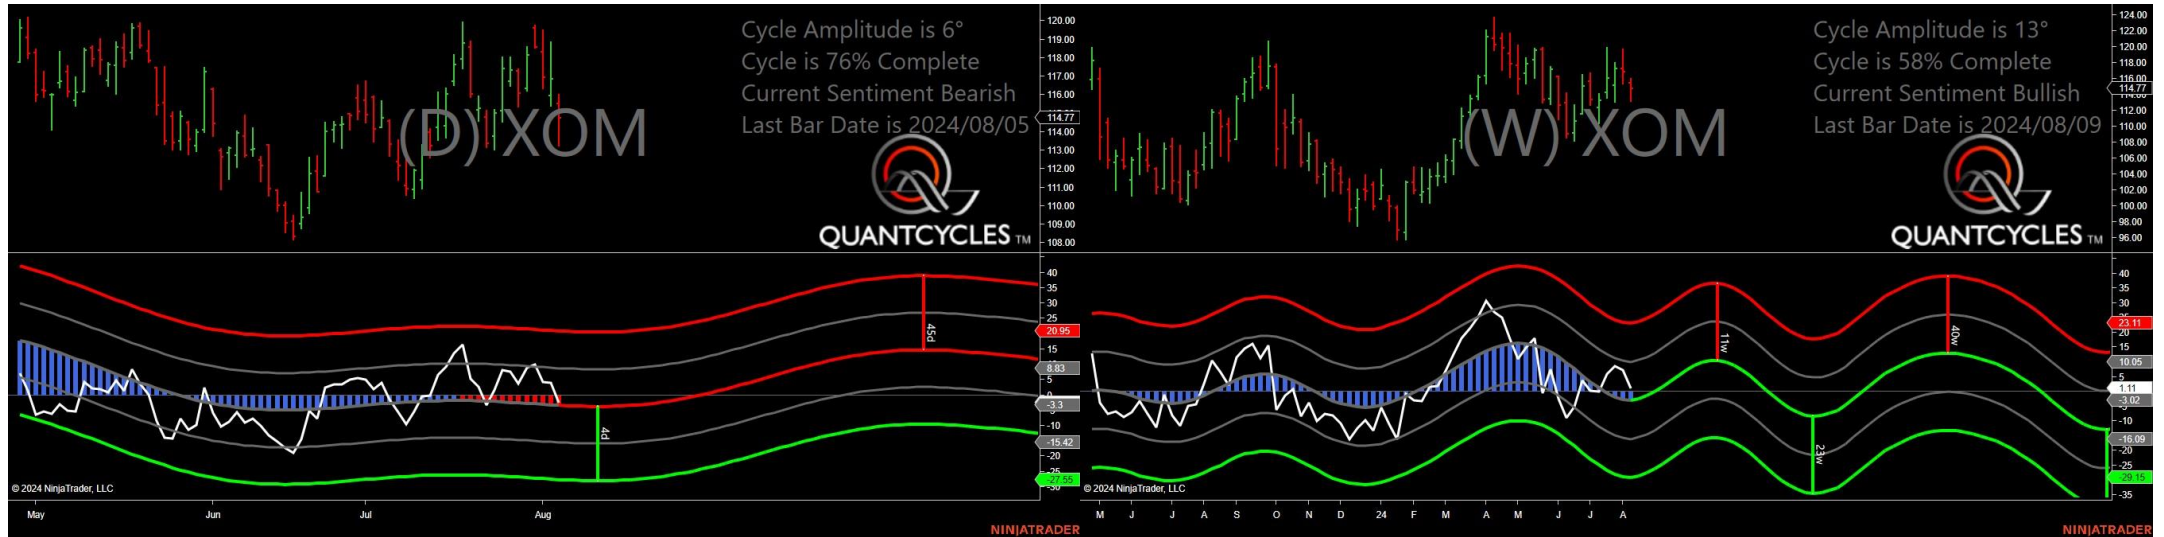 Cycle Amplitude is 6°
Cycle is 76% Complete
Current Sentiment Bearish
Last Bar Date is 2024/08/05
(D) XOM
QUANTCYCLES TM
120.00
119.00
118.00
117.00
116.00
114.77
114.00
113.00
112.00
111.00
110.00
109.00
108.00
40
35
30
25
20.95
15
8.83
5
-3.3
-10
-15.42
-20
-25
-27.55
-30
45d
4d
© 2024 NinjaTrader, LLC
May Jun Jul Aug
NINJATRADER
Cycle Amplitude is 13°
Cycle is 58% Complete
Current Sentiment Bullish
Last Bar Date is 2024/08/09
(W) XOM
QUANTCYCLES TM
124.00
122.00
120.00
118.00
116.00
114.77
112.00
110.00
108.00
106.00
104.00
102.00
100.00
98.00
96.00
40
35
30
23.11
20
15
10.05
5
1.11
-3.02
-10
-16.09
-20
-25
-29.15
-35
11w
23w
40w
© 2024 NinjaTrader, LLC
M J J A S O N D 24 F M A M J J A
NINJATRADER